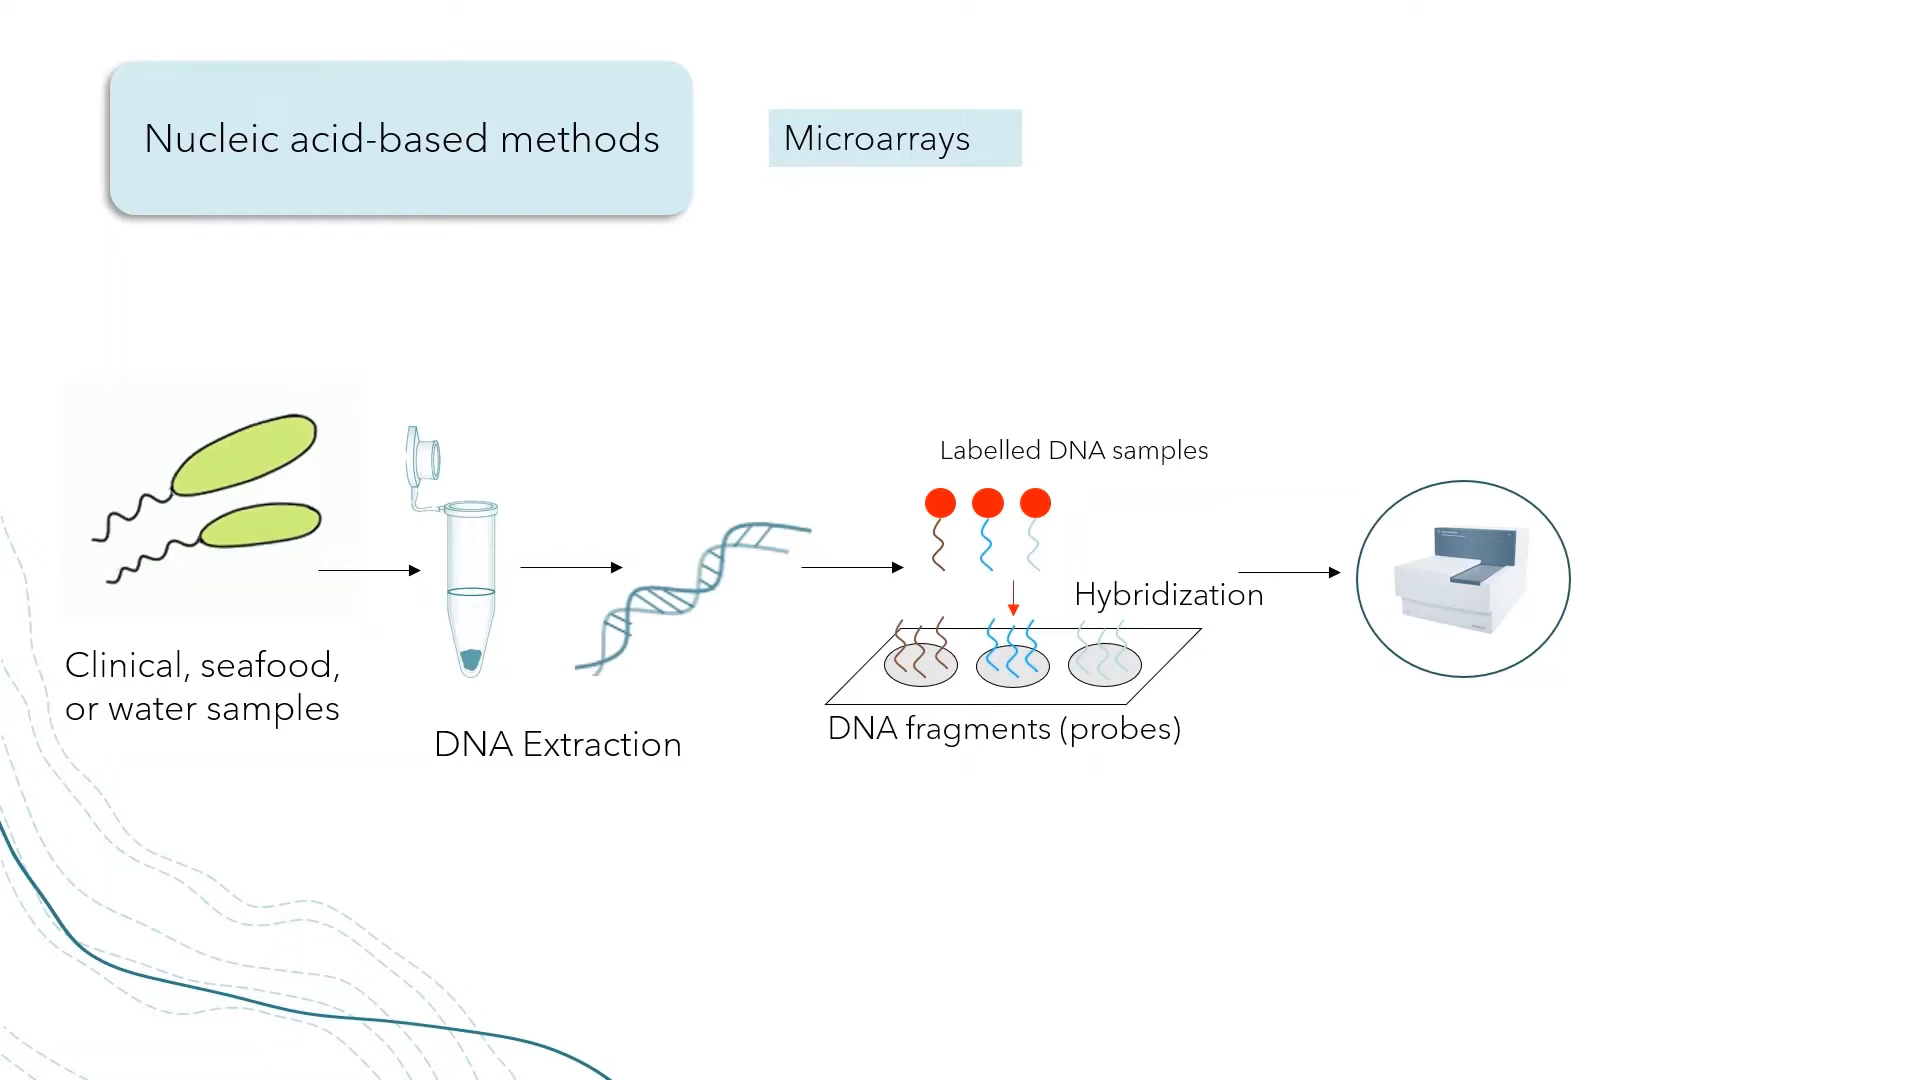 Nucleic acid-based methods
Microarrays
Labelled DNA samples
Hybridization
Clinical, seafood,
or water samples
DNA Extraction
DNA fragments (probes)